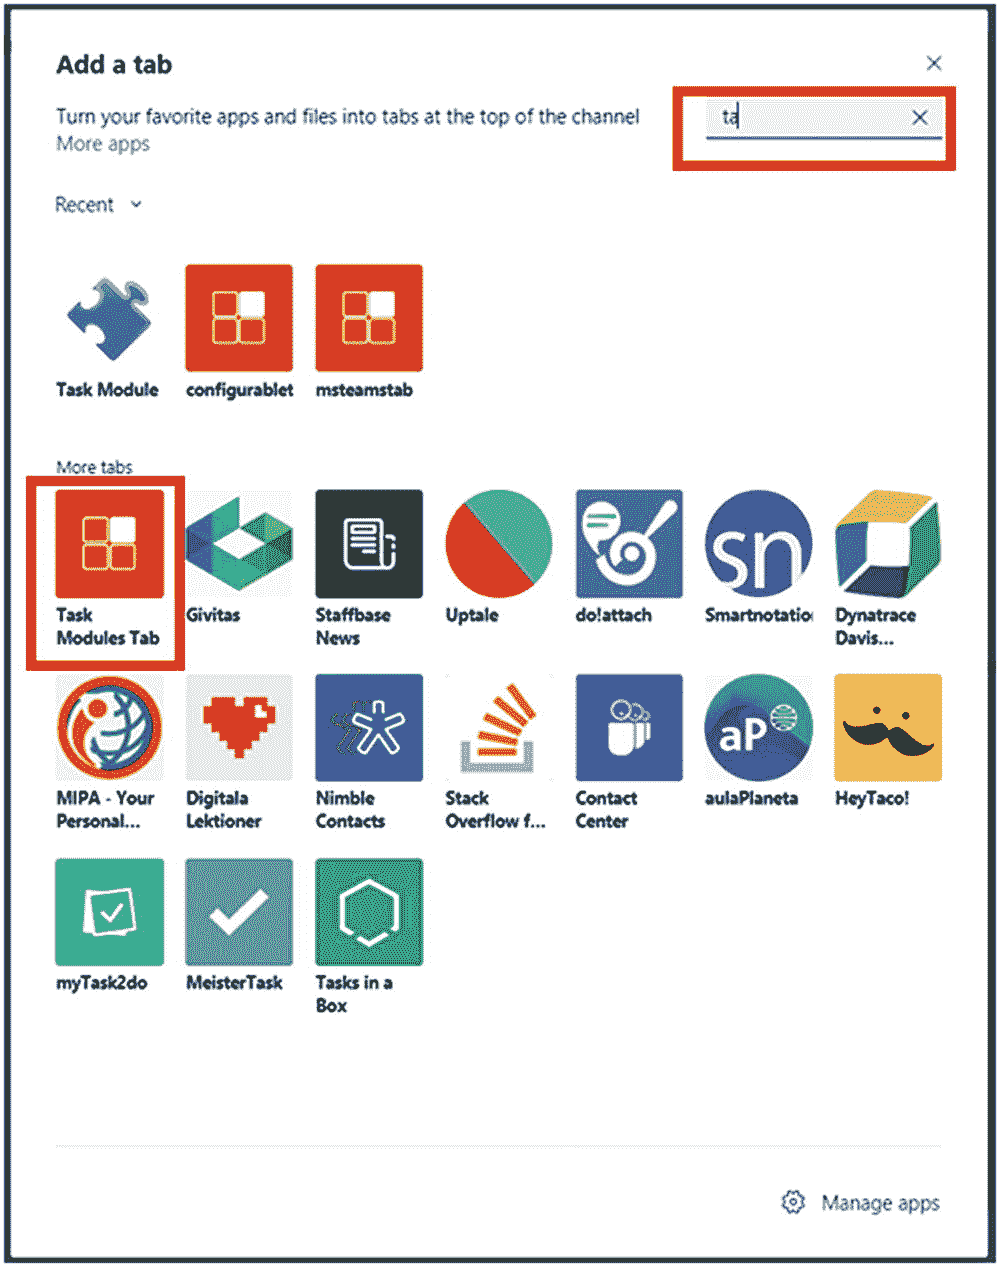 Add a tab
Turn your favorite apps and files into tabs at the top of the channel
More apps
ta
Recent
Task Module
configurablet
msteamstab
More tabs
Task
Modules Tab
Givitas
Staffbase
News
Uptale
do!attach
sn
Smartnotatio
Dynatrace
Davis...
MIPA - Your
Personal...
Digitala
Lektioner
Nimble
Contacts
Stack
Overflow f...
Contact
Center
aP
aulaPlaneta
HeyTaco!
myTask2do
MeisterTask
Tasks in a
Box
Manage apps